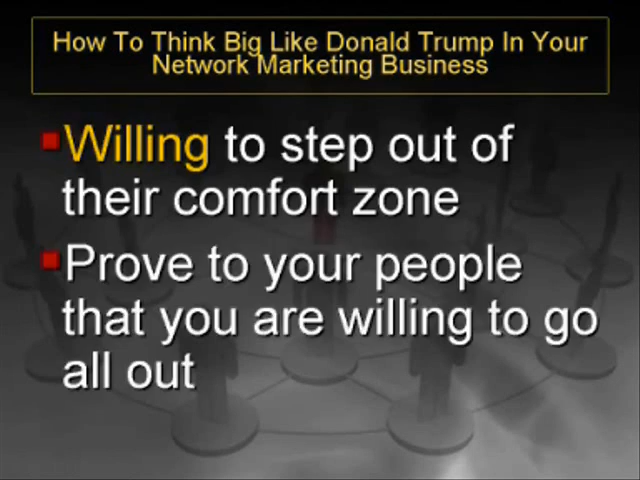 How To Think Big Like Donald Trump In Your
Network Marketing Business
Willing to step out of
their comfort zone
Prove to your people
that you are willing to go
all out